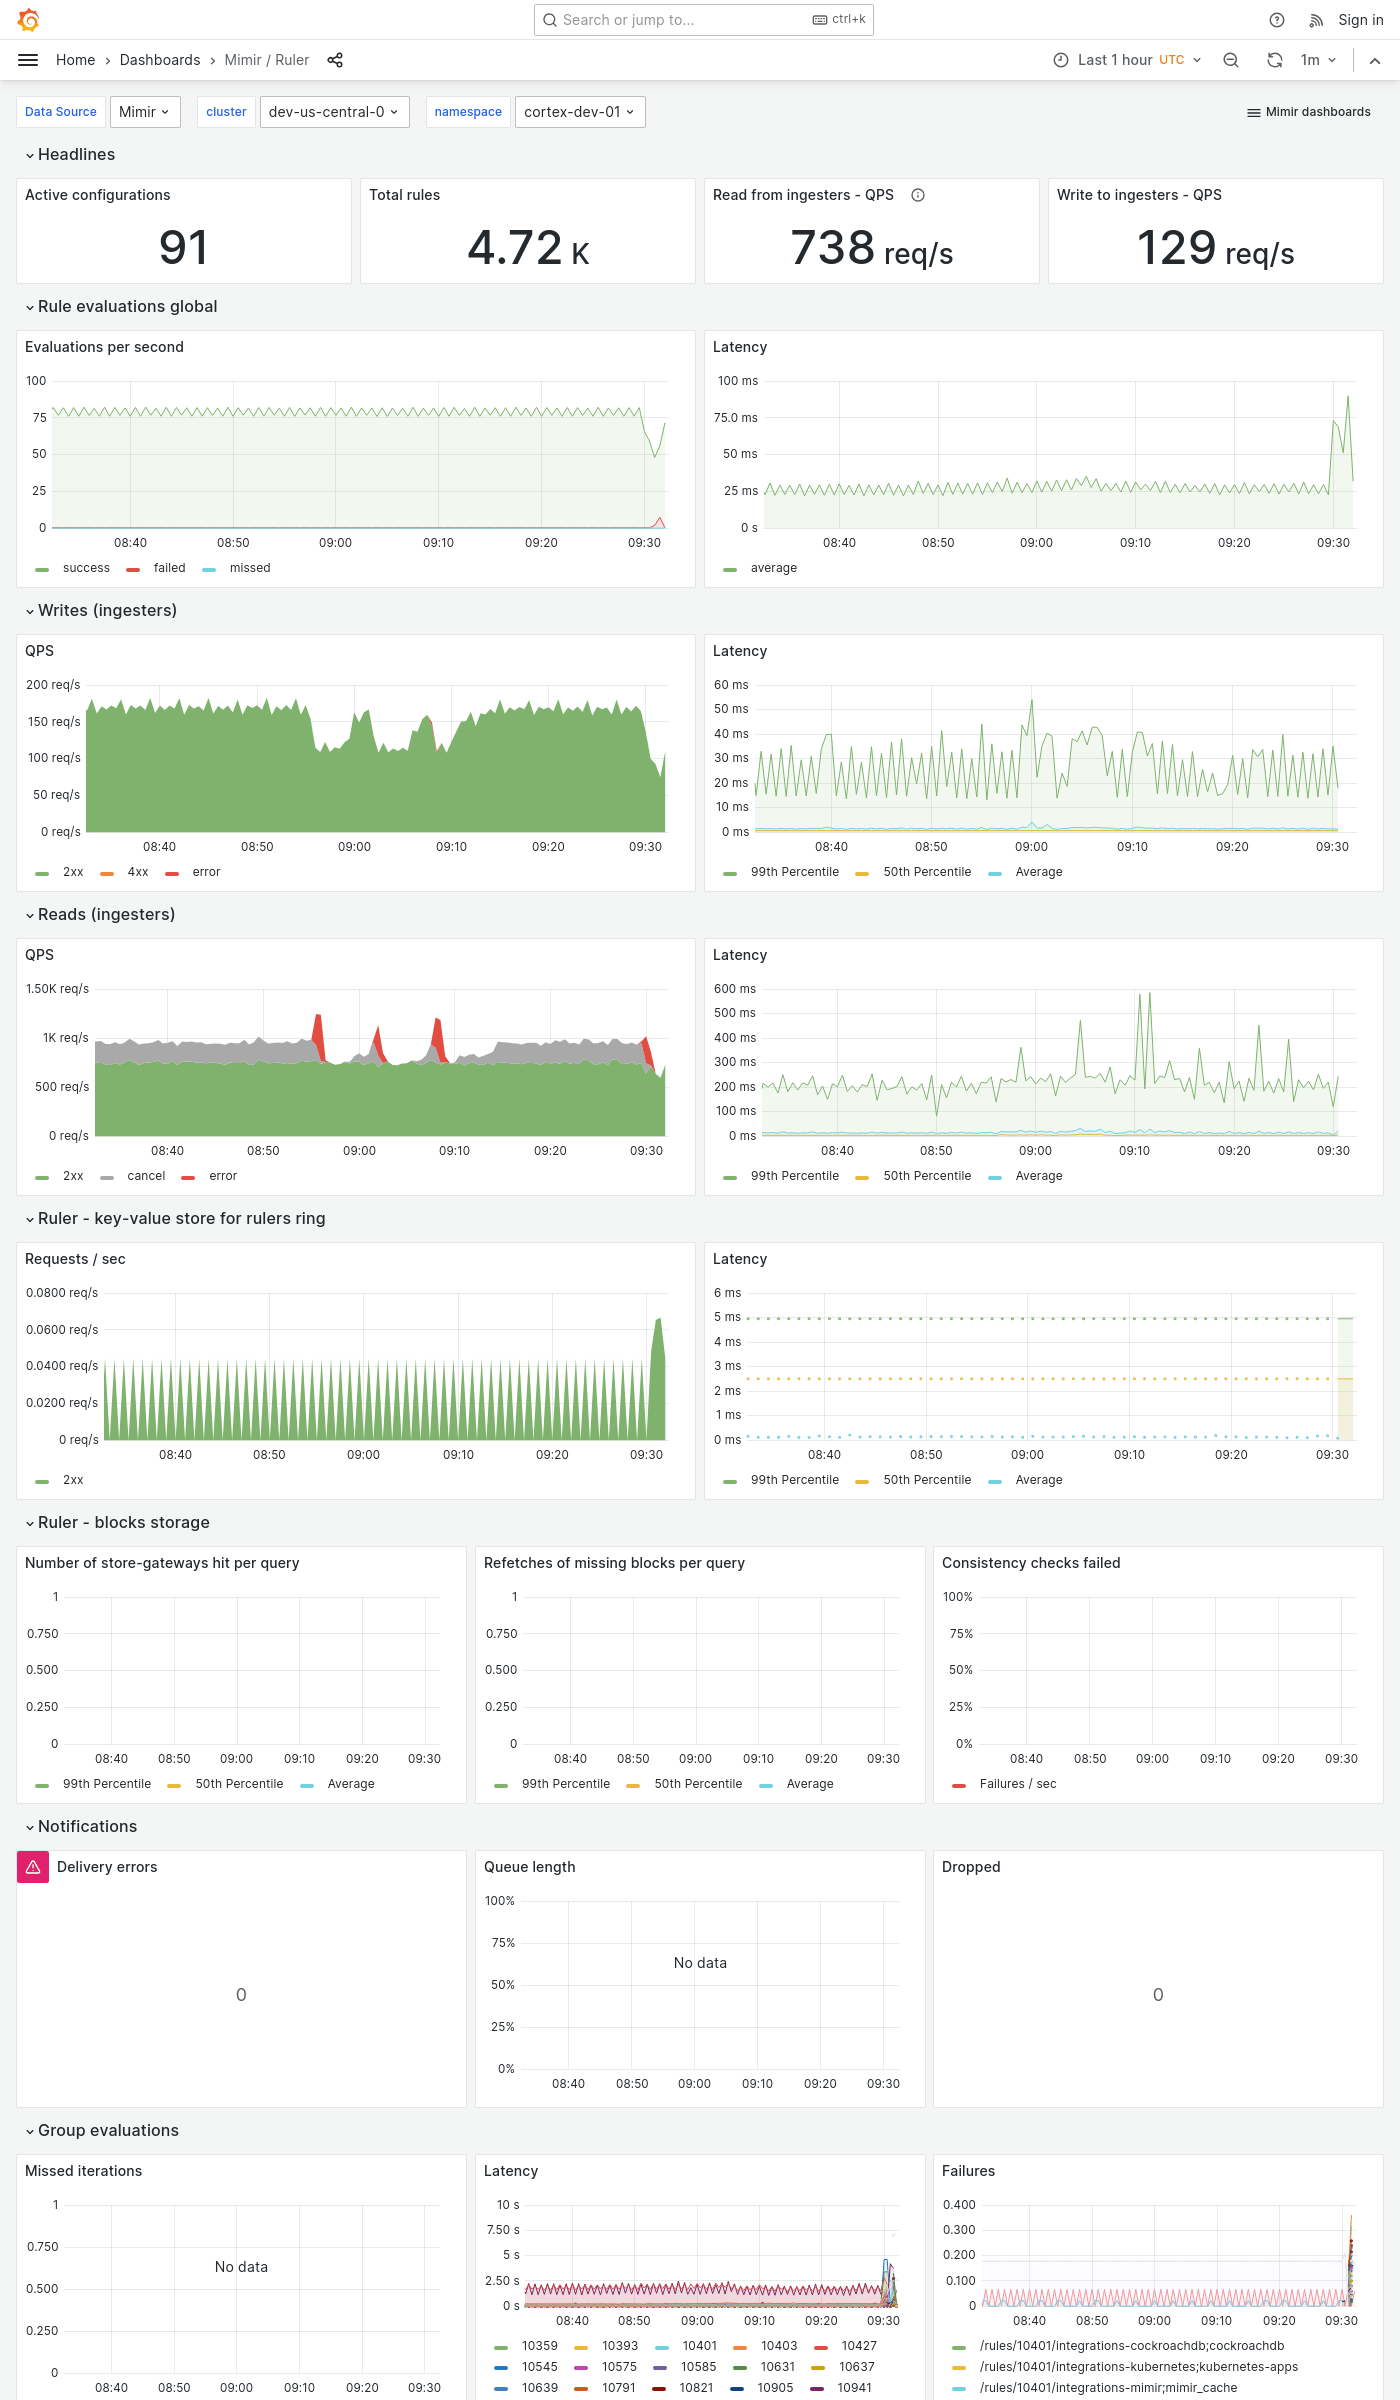 Search or jump to...
ctrl+k
Sign in
Home › Dashboards › Mimir / Ruler
Last 1 hour UTC
1m
Data Source
Mimir
cluster
dev-us-central-0
namespace
cortex-dev-01
Mimir dashboards
Headlines
Active configurations
91
Total rules
4.72 K
Read from ingesters - QPS
738 req/s
Write to ingesters - QPS
129 req/s
Rule evaluations global
Evaluations per second
100
75
50
25
0
08:40 08:50 09:00 09:10 09:20 09:30
success failed missed
Latency
100 ms
75.0 ms
50 ms
25 ms
0 s
08:40 08:50 09:00 09:10 09:20 09:30
average
Writes (ingesters)
QPS
200 req/s
150 req/s
100 req/s
50 req/s
0 req/s
08:40 08:50 09:00 09:10 09:20 09:30
2xx 4xx error
Latency
60 ms
50 ms
40 ms
30 ms
20 ms
10 ms
0 ms
08:40 08:50 09:00 09:10 09:20 09:30
99th Percentile 50th Percentile Average
Reads (ingesters)
QPS
1.50K req/s
1K req/s
500 req/s
0 req/s
08:40 08:50 09:00 09:10 09:20 09:30
2xx cancel error
Latency
600 ms
500 ms
400 ms
300 ms
200 ms
100 ms
0 ms
08:40 08:50 09:00 09:10 09:20 09:30
99th Percentile 50th Percentile Average
Ruler - key-value store for rulers ring
Requests / sec
0.0800 req/s
0.0600 req/s
0.0400 req/s
0.0200 req/s
0 req/s
08:40 08:50 09:00 09:10 09:20 09:30
2xx
Latency
6 ms
5 ms
4 ms
3 ms
2 ms
1 ms
0 ms
08:40 08:50 09:00 09:10 09:20 09:30
99th Percentile 50th Percentile Average
Ruler - blocks storage
Number of store-gateways hit per query
1
0.750
0.500
0.250
0
08:40 08:50 09:00 09:10 09:20 09:30
99th Percentile 50th Percentile Average
Refetches of missing blocks per query
1
0.750
0.500
0.250
0
08:40 08:50 09:00 09:10 09:20 09:30
99th Percentile 50th Percentile Average
Consistency checks failed
100%
75%
50%
25%
0%
08:40 08:50 09:00 09:10 09:20 09:30
Failures / sec
Notifications
Delivery errors
0
Queue length
100%
75%
No data
50%
25%
0%
08:40 08:50 09:00 09:10 09:20 09:30
Dropped
0
Group evaluations
Missed iterations
1
0.750
No data
0.500
0.250
0
08:40 08:50 09:00 09:10 09:20 09:30
Latency
10 s
7.50 s
5 s
2.50 s
0 s
08:40 08:50 09:00 09:10 09:20 09:30
10359 10393 10401 10403 10427
10545 10575 10585 10631 10637
10639 10791 10821 10905 10941
Failures
0.400
0.300
0.200
0.100
0
08:40 08:50 09:00 09:10 09:20 09:30
/rules/10401/integrations-cockroachdb;cockroachdb
/rules/10401/integrations-kubernetes;kubernetes-apps
/rules/10401/integrations-mimir;mimir_cache